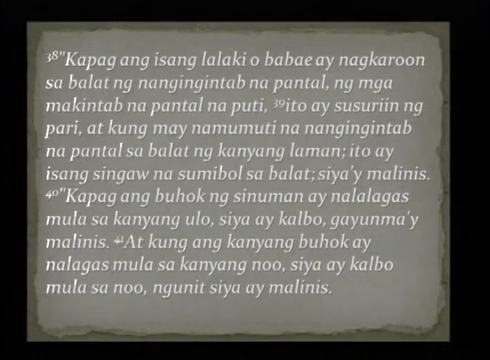 ³⁸"Kapag ang isang lalaki o babae ay nagkaroon
sa balat ng nangingintab na pantal, ng mga
makintab na pantal na puti, ³⁹ito ay susuriin ng
pari, at kung may namumuti na nangingintab
na pantal sa balat ng kanyang laman; ito ay
isang singaw na sumibol sa balat; siya'y malinis.
⁴⁰"Kapag ang buhok ng sinuman ay nalalagas
mula sa kanyang ulo, siya ay kalbo, gayunma'y
malinis. ⁴¹At kung ang kanyang buhok ay
nalagas mula sa kanyang noo, siya ay kalbo
mula sa noo, ngunit siya ay malinis.